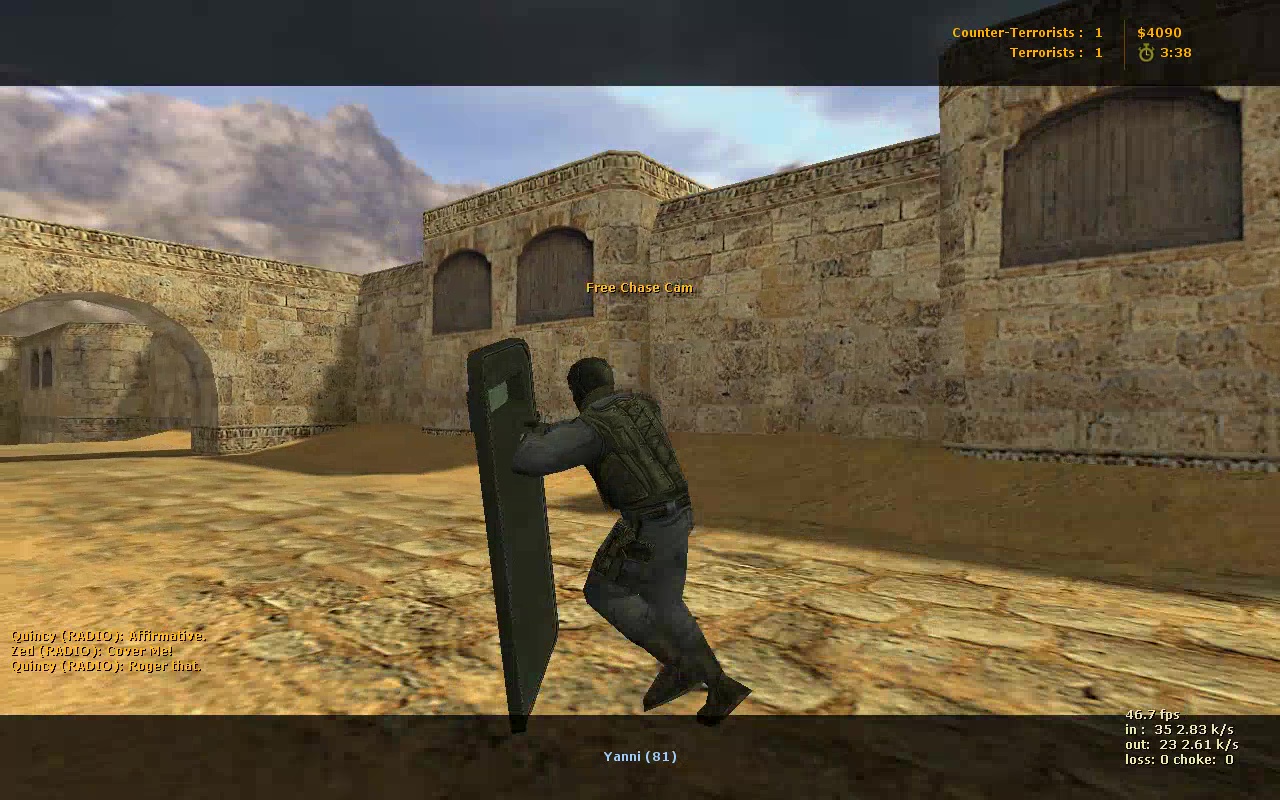 Counter-Terrorists : 1 $4090
Terrorists : 1 3:38
Free Chase Cam
Quincy (RADIO): Affirmative.
Zed (RADIO): Cover Me!
Quincy (RADIO): Roger that.
46.7 fps
in : 35 2.83 k/s
out: 23 2.61 k/s
loss: 0 choke: 0
Yanni (81)